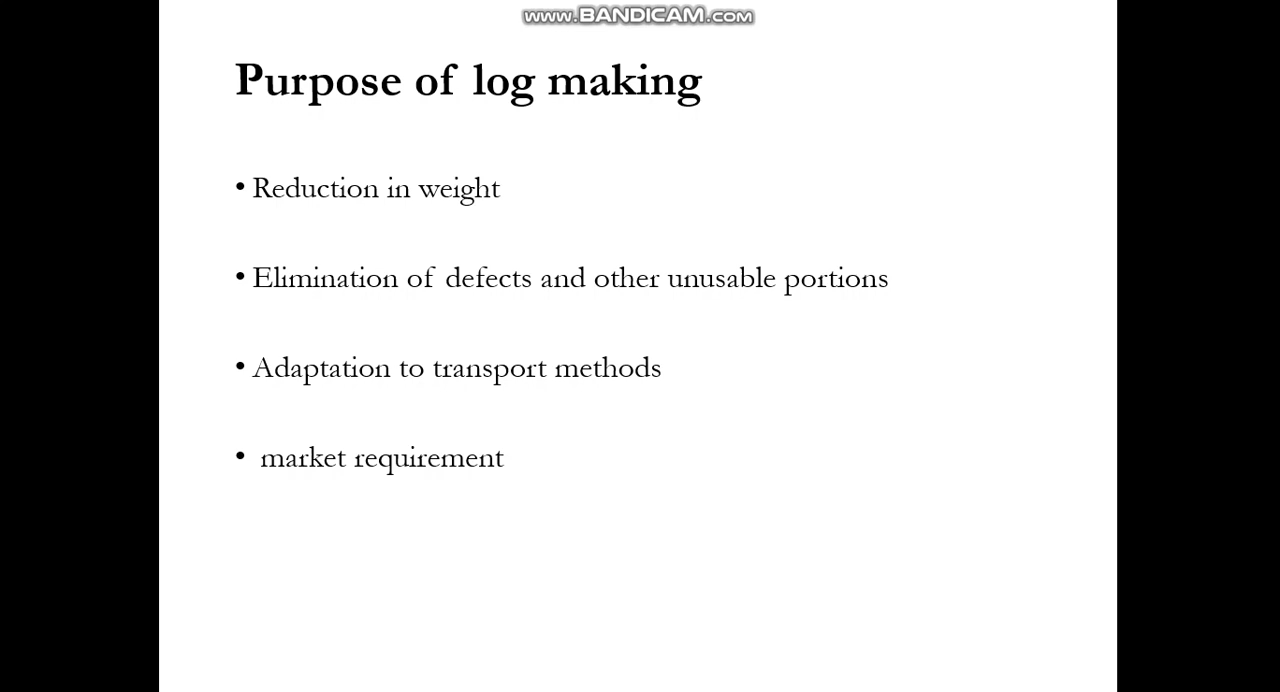 www.BANDICAM.com
Purpose of log making
• Reduction in weight
• Elimination of defects and other unusable portions
• Adaptation to transport methods
• market requirement